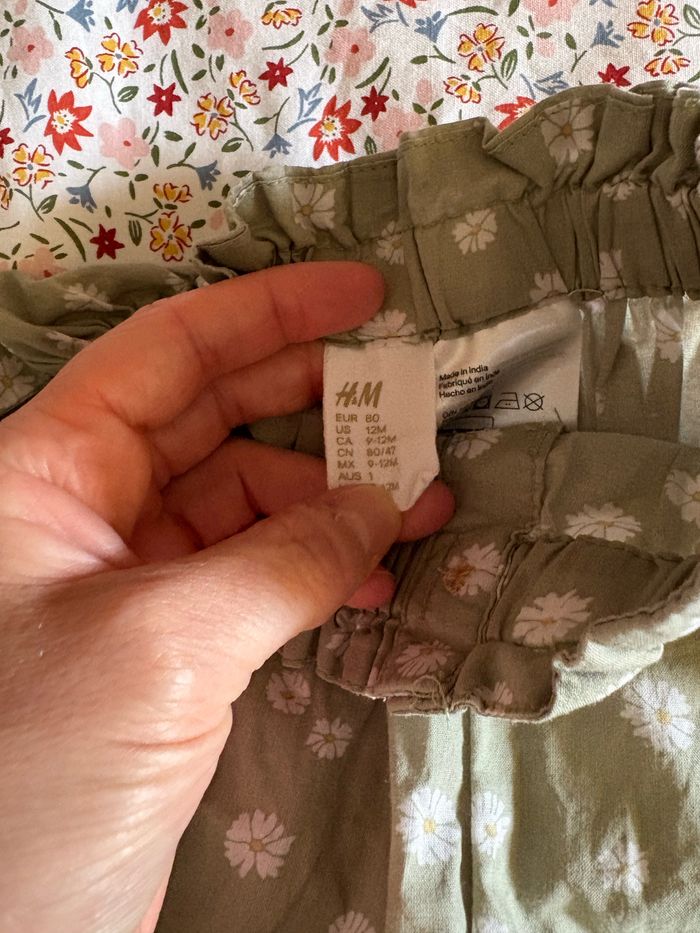 H&M
EUR 80
US 12M
CA 9-12M
CN 80/47
MX 9-12M
AUS 1
Made in India
Fabriqué en Inde
Hecho en